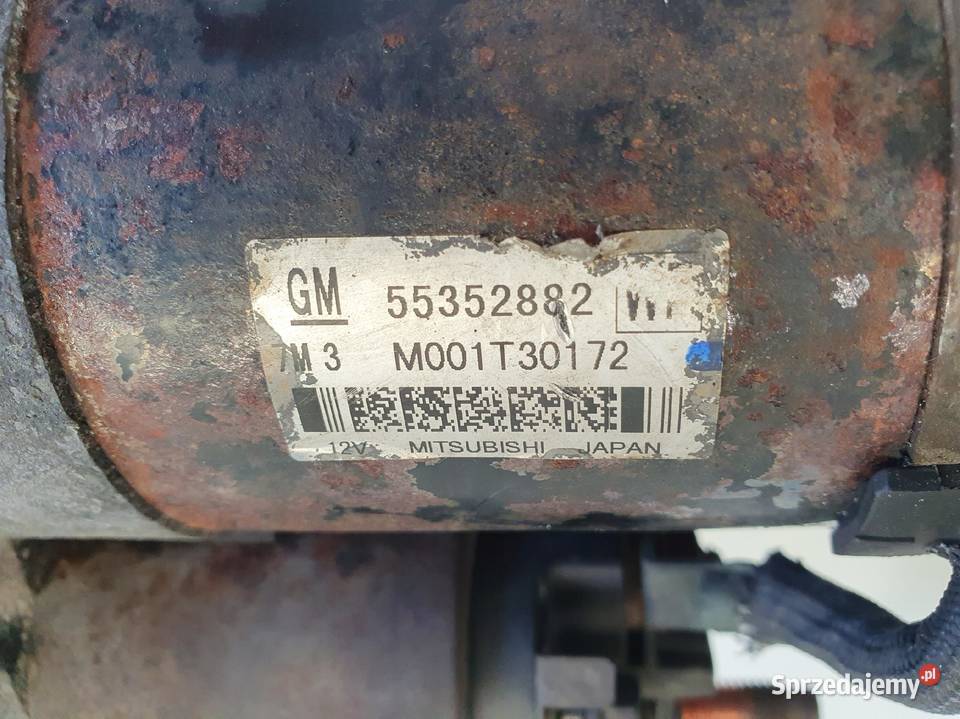 GM 55352882
7M 3 M001T30172
12V MITSUBISHI JAPAN
Sprzedajemy.pl